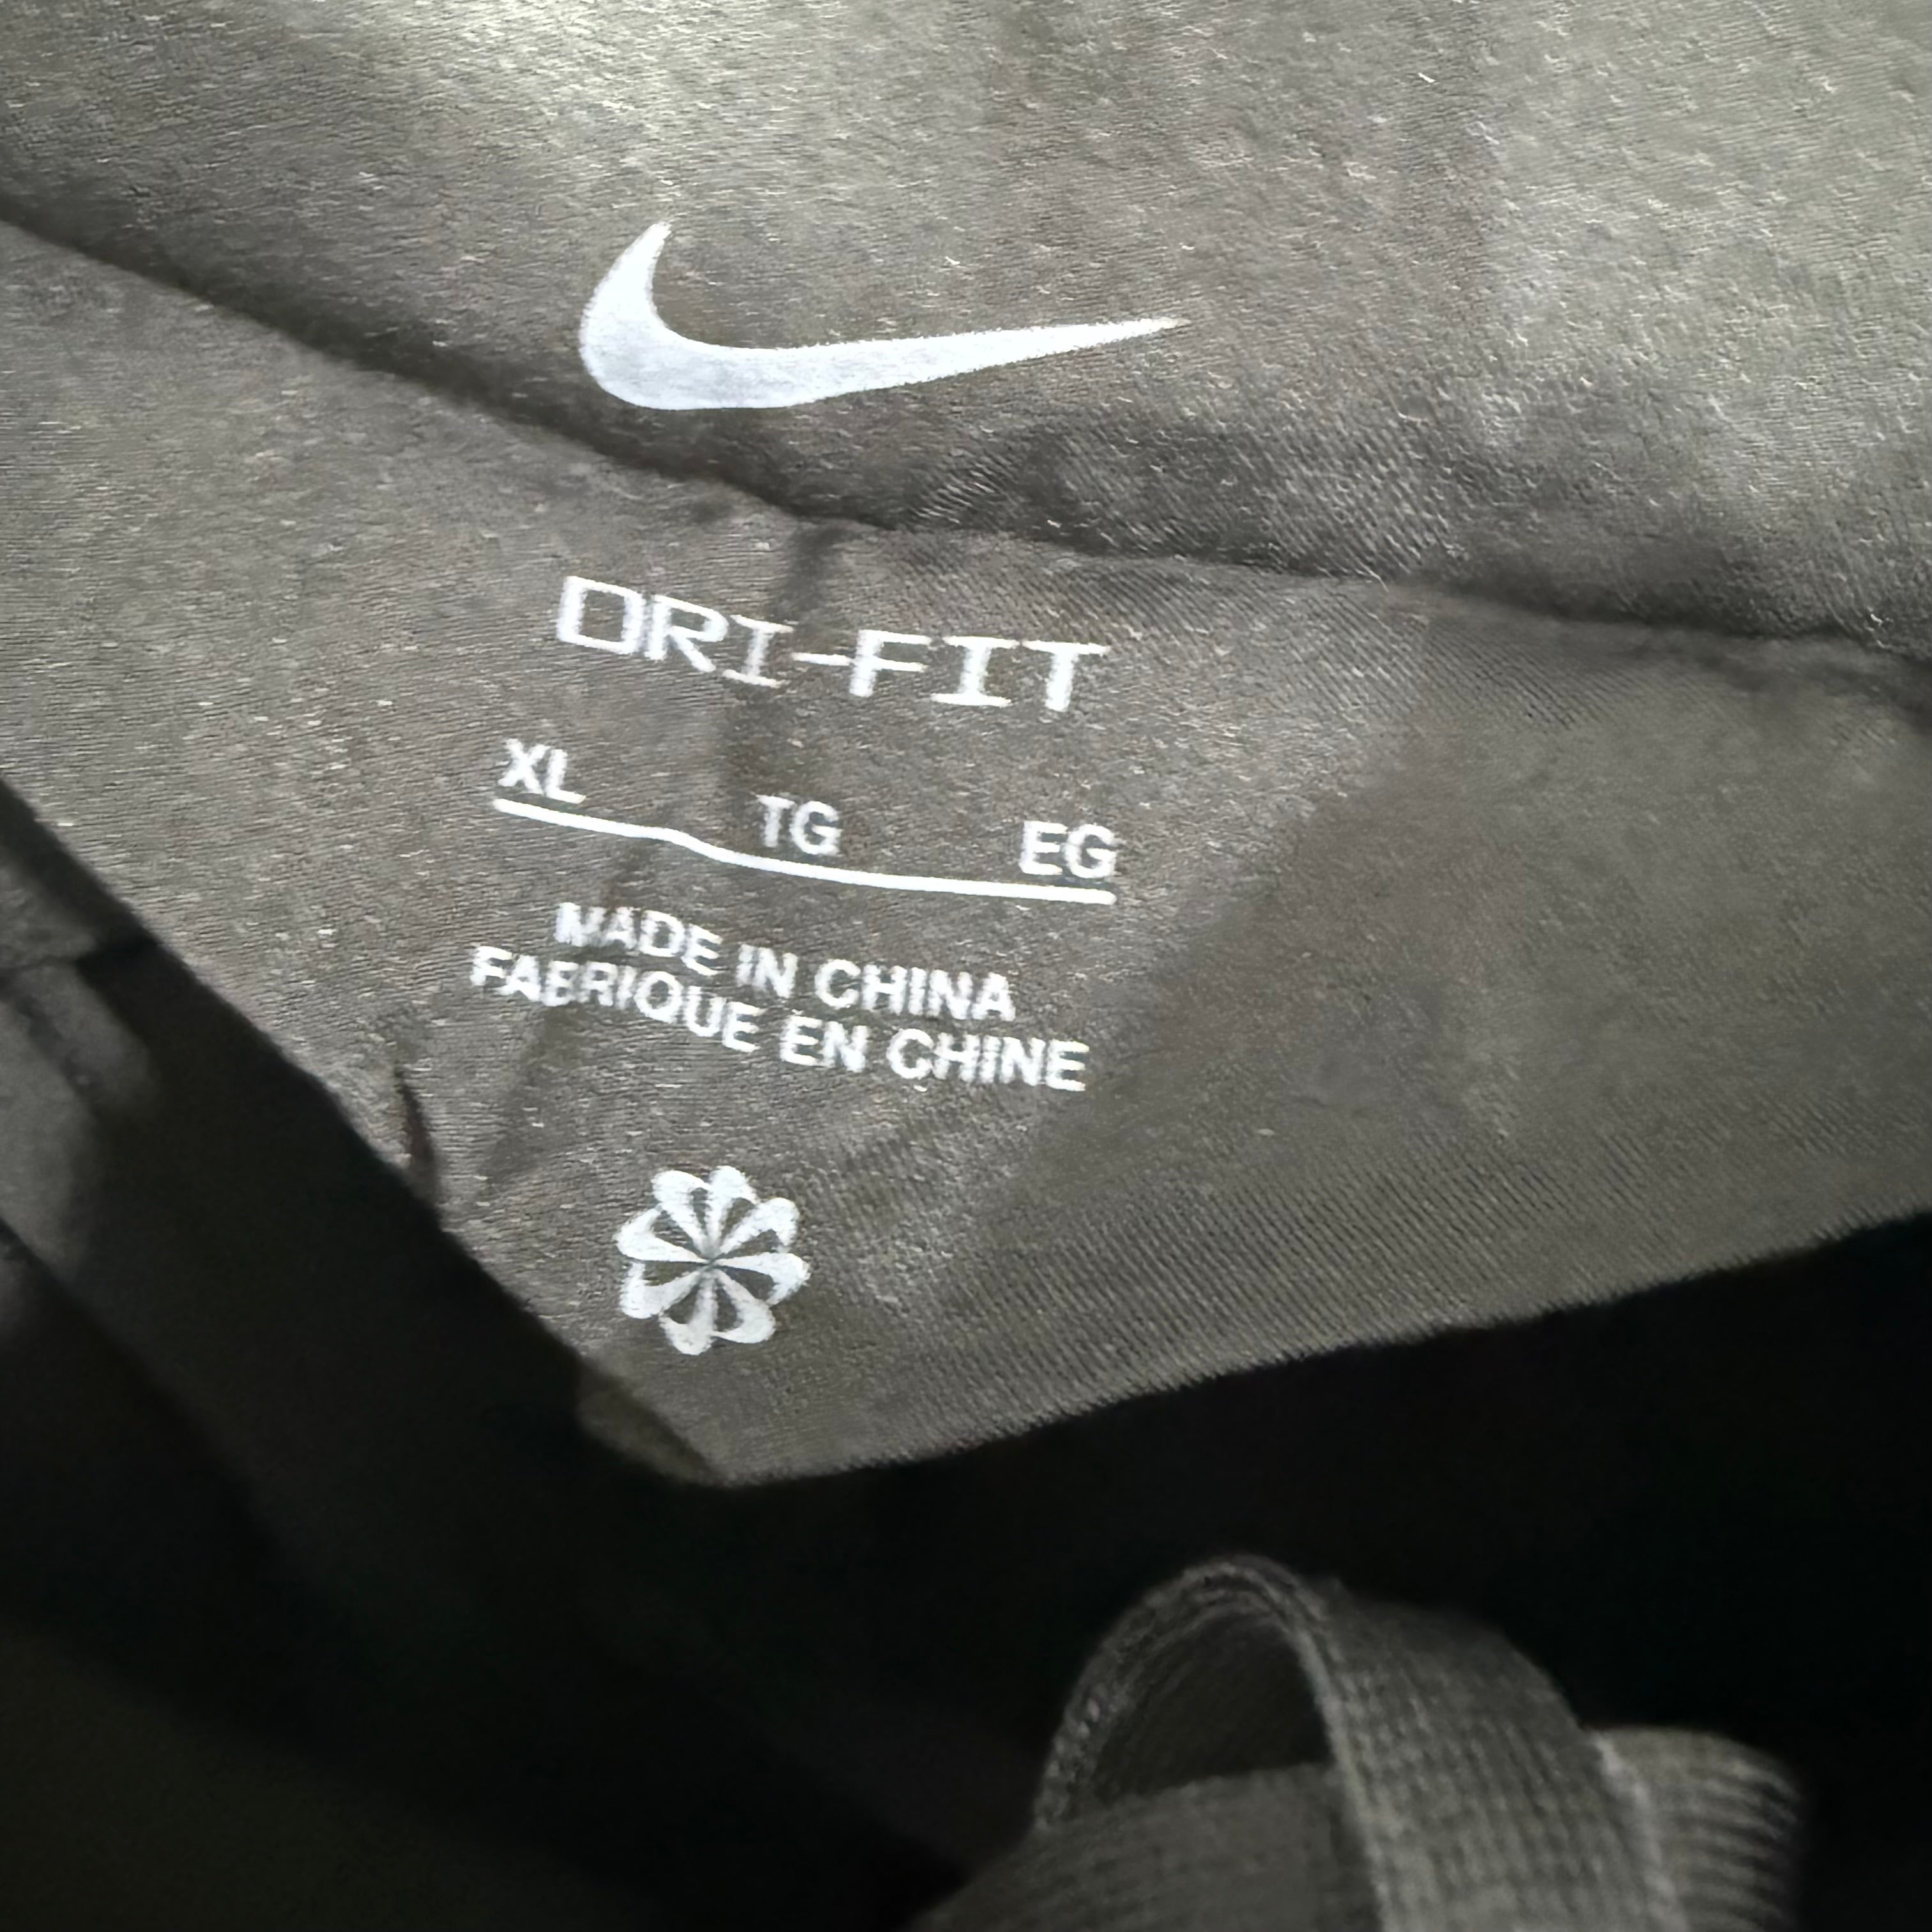 DRI-FIT
XL TG EG
MADE IN CHINA
FABRIQUE EN CHINE